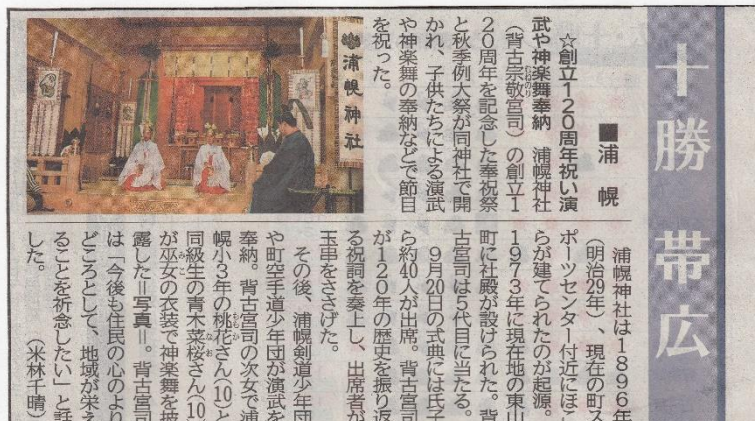 十勝 帯広
■浦 幌
☆創立120周年祝い演
武や神楽舞奉納 浦幌神社
(背古宗敬宮司)の創立1
20周年を記念した奉祝祭
と秋季例大祭が同神社で開
かれ、子供たちによる演武
や神楽舞の奉納などで節目
を祝った。
浦幌神社
浦幌神社は1896年
(明治29年)、現在の町ス
ポーツセンター付近にほこ
らが建てられたのが起源。
1973年に現在地の東山
町に社殿が設けられた。背
古宮司は5代目に当たる。
9月20日の式典には氏子
ら約40人が出席。背古宮司
が120年の歴史を振り返
る祝詞を奏上し、出席者が
玉串をささげた。
その後、浦幌剣道少年団
や町空手道少年団が演武を
奉納。背古宮司の次女で浦
幌小3年の桃花さん(10)と
同級生の青木菜桜さん(10)
が巫女の衣装で神楽舞を披
露した=写真=。背古宮司
は「今後も住民の心のより
どころとして、地域が栄え
ることを祈念したい」と話
した。 (米林千晴)